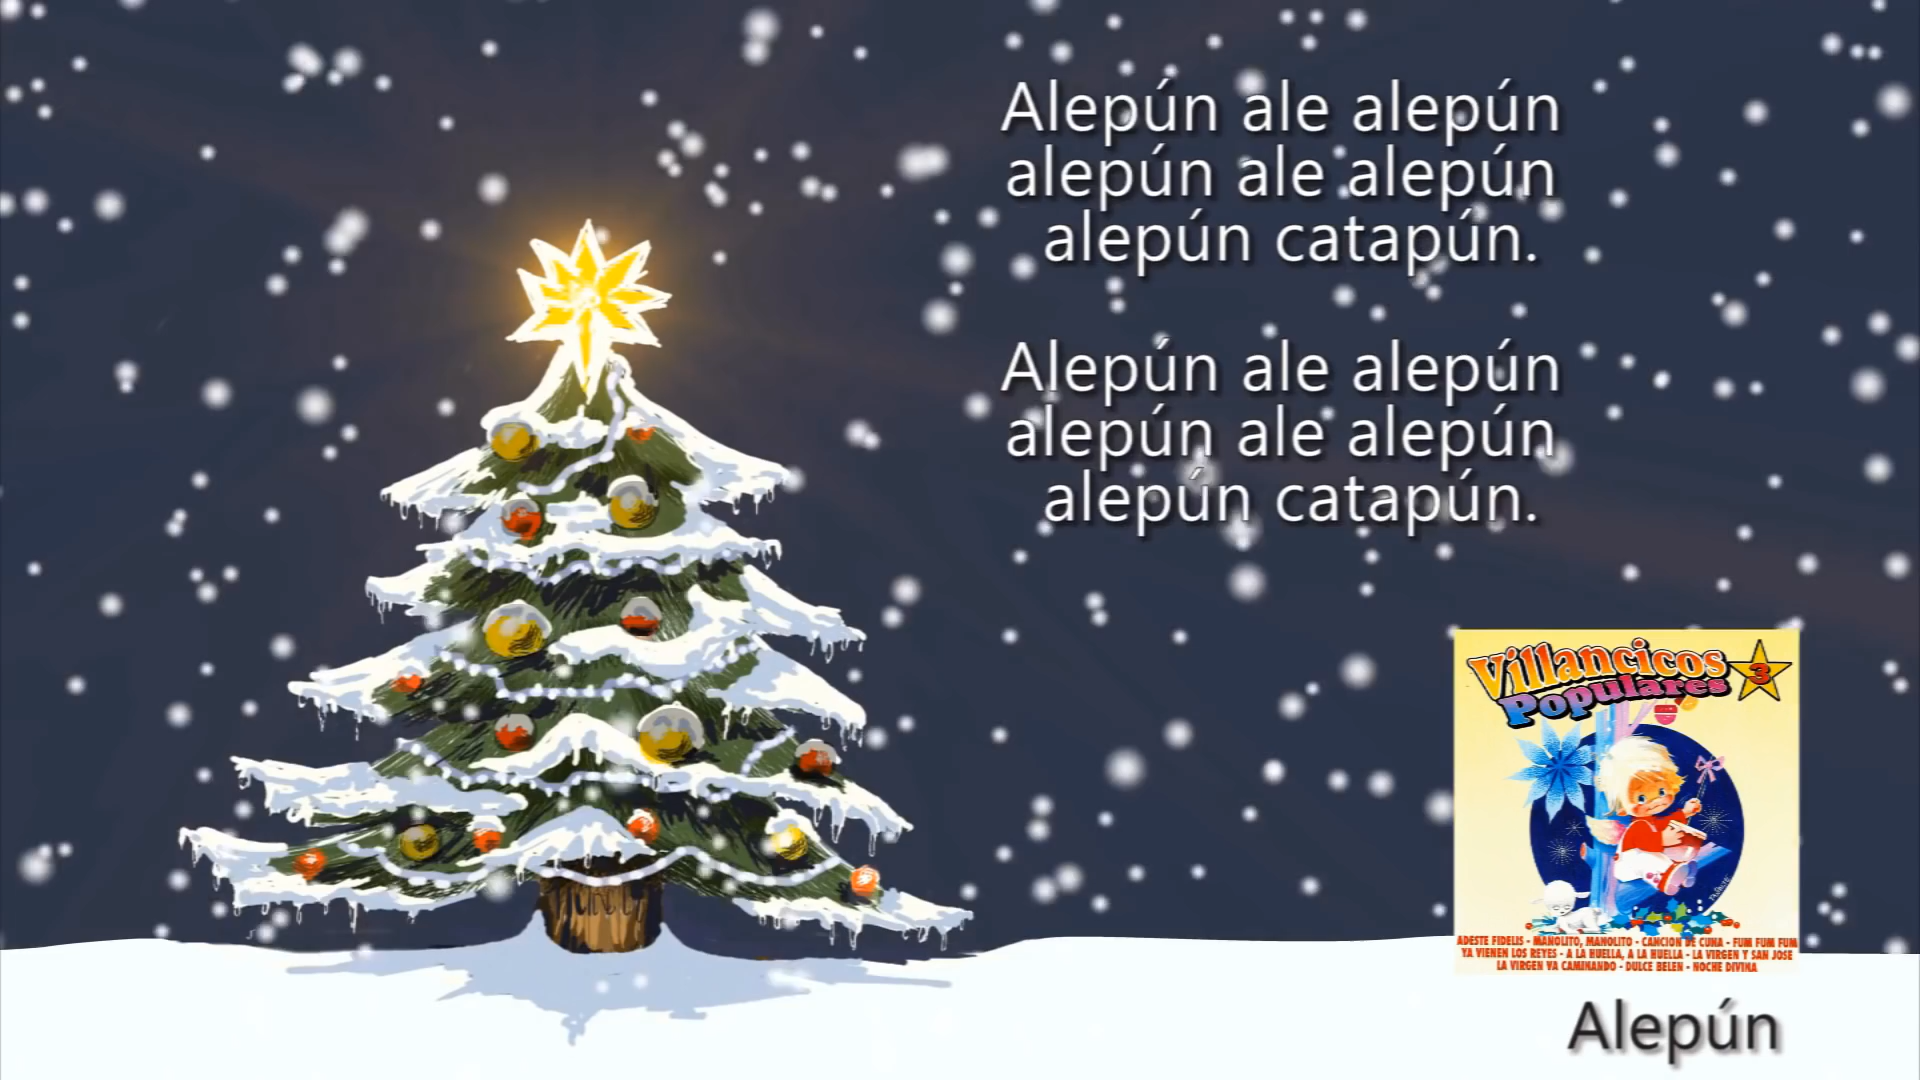 Alepún ale alepún
alepún ale alepún
alepún catapún.
Alepún ale alepún
alepún ale alepún
alepún catapún.
Villancicos 3
Populares
ADESTE FIDELIS - MANOLITO, MANOLITO - CANCION DE CUNA - FUM FUM FUM
YA VIENEN LOS REYES - A LA HUELLA, A LA HUELLA - LA VIRGEN Y SAN JOSE
LA VIRGEN VA CAMINANDO - DULCE BELEN - NOCHE DIVINA
Alepún